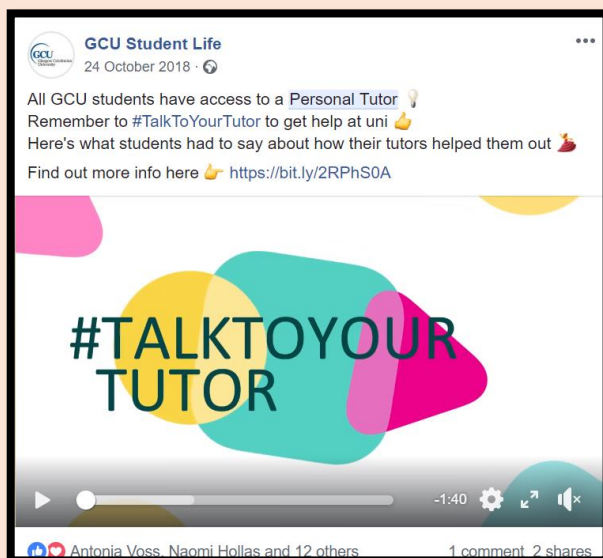 GCU Student Life
24 October 2018 ·
All GCU students have access to a Personal Tutor 💡
Remember to #TalkToYourTutor to get help at uni 👍
Here's what students had to say about how their tutors helped them out 💃
Find out more info here 👉 https://bit.ly/2RPhS0A
#TALKTOYOUR
TUTOR
-1:40
Antonia Voss, Naomi Hollas and 12 others 1 comment 2 shares